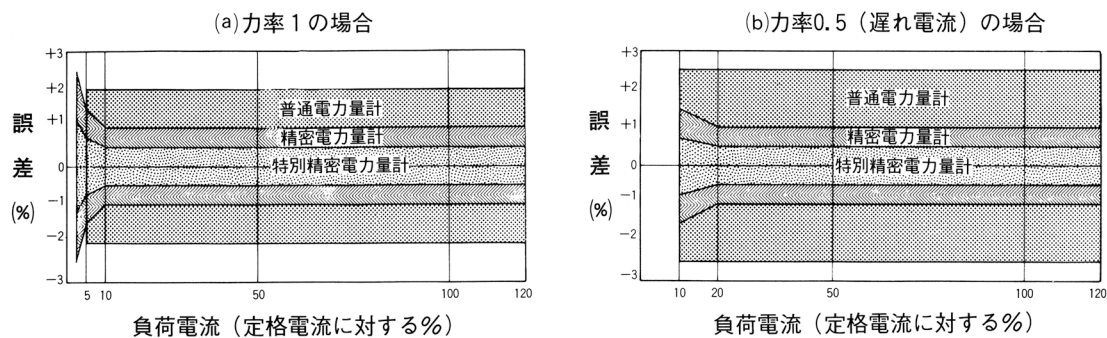 (a)力率1の場合
+3
+2
+1
0
−1
−2
−3
誤
差
(%)
普通電力量計
精密電力量計
特別精密電力量計
5 10 50 100 120
負荷電流(定格電流に対する%)
(b)力率0.5(遅れ電流)の場合
+3
+2
+1
0
−1
−2
−3
誤
差
(%)
普通電力量計
精密電力量計
特別精密電力量計
10 20 50 100 120
負荷電流(定格電流に対する%)